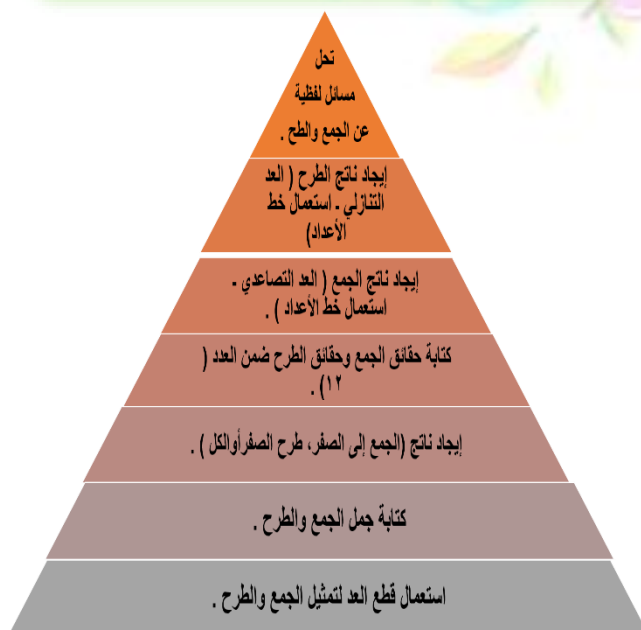 تحل
مسائل لفظية
عن الجمع والطح .
إيجاد ناتج الطرح ( العد
التنازلي - استعمال خط
الأعداد)
إيجاد ناتج الجمع ( العد التصاعدي -
استعمال خط الأعداد ) .
كتابة حقائق الجمع وحقائق الطرح ضمن العدد (
١٢) .
إيجاد ناتج (الجمع إلى الصفر، طرح الصفرأوالكل ) .
كتابة جمل الجمع والطرح .
استعمال قطع العد لتمثيل الجمع والطرح .